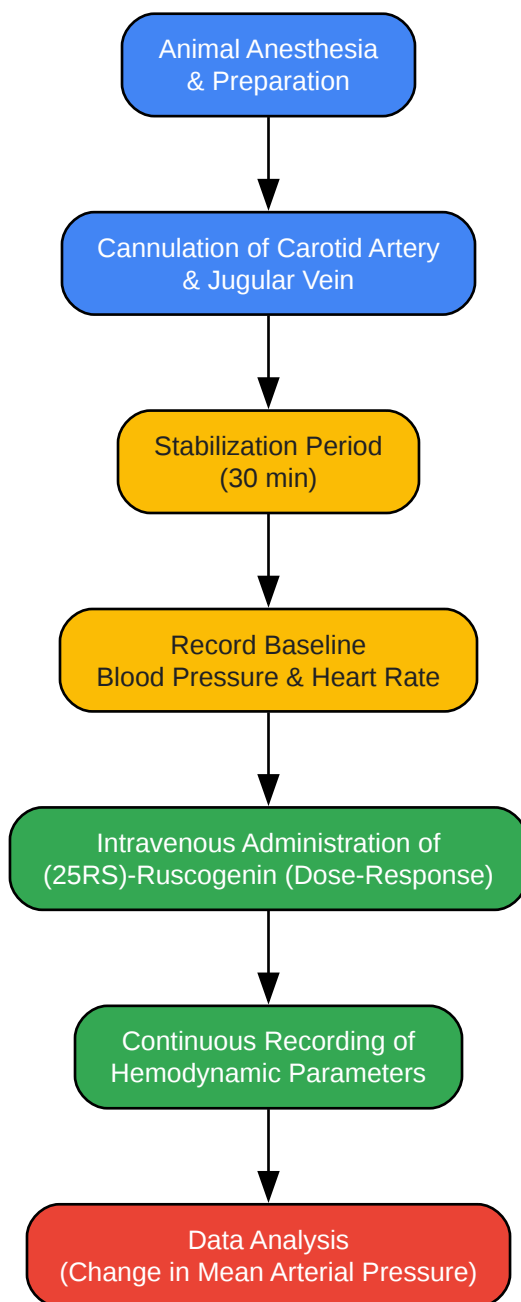 Animal Anesthesia
& Preparation
Cannulation of Carotid Artery
& Jugular Vein
Stabilization Period
(30 min)
Record Baseline
Blood Pressure & Heart Rate
Intravenous Administration of
(25RS)-Ruscogenin (Dose-Response)
Continuous Recording of
Hemodynamic Parameters
Data Analysis
(Change in Mean Arterial Pressure)